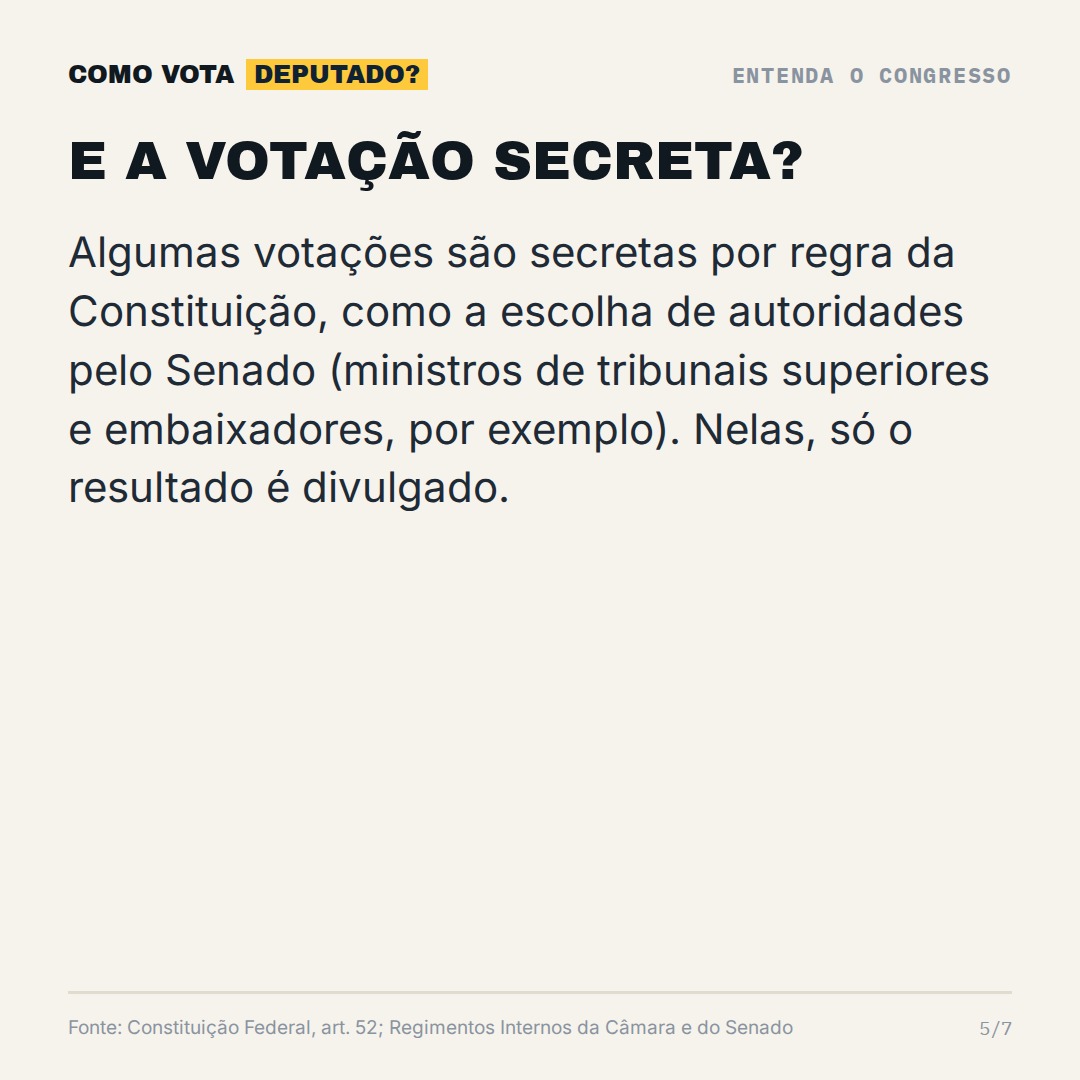 COMO VOTA DEPUTADO?
ENTENDA O CONGRESSO
E A VOTAÇÃO SECRETA?
Algumas votações são secretas por regra da
Constituição, como a escolha de autoridades
pelo Senado (ministros de tribunais superiores
e embaixadores, por exemplo). Nelas, só o
resultado é divulgado.
Fonte: Constituição Federal, art. 52; Regimentos Internos da Câmara e do Senado
5/7